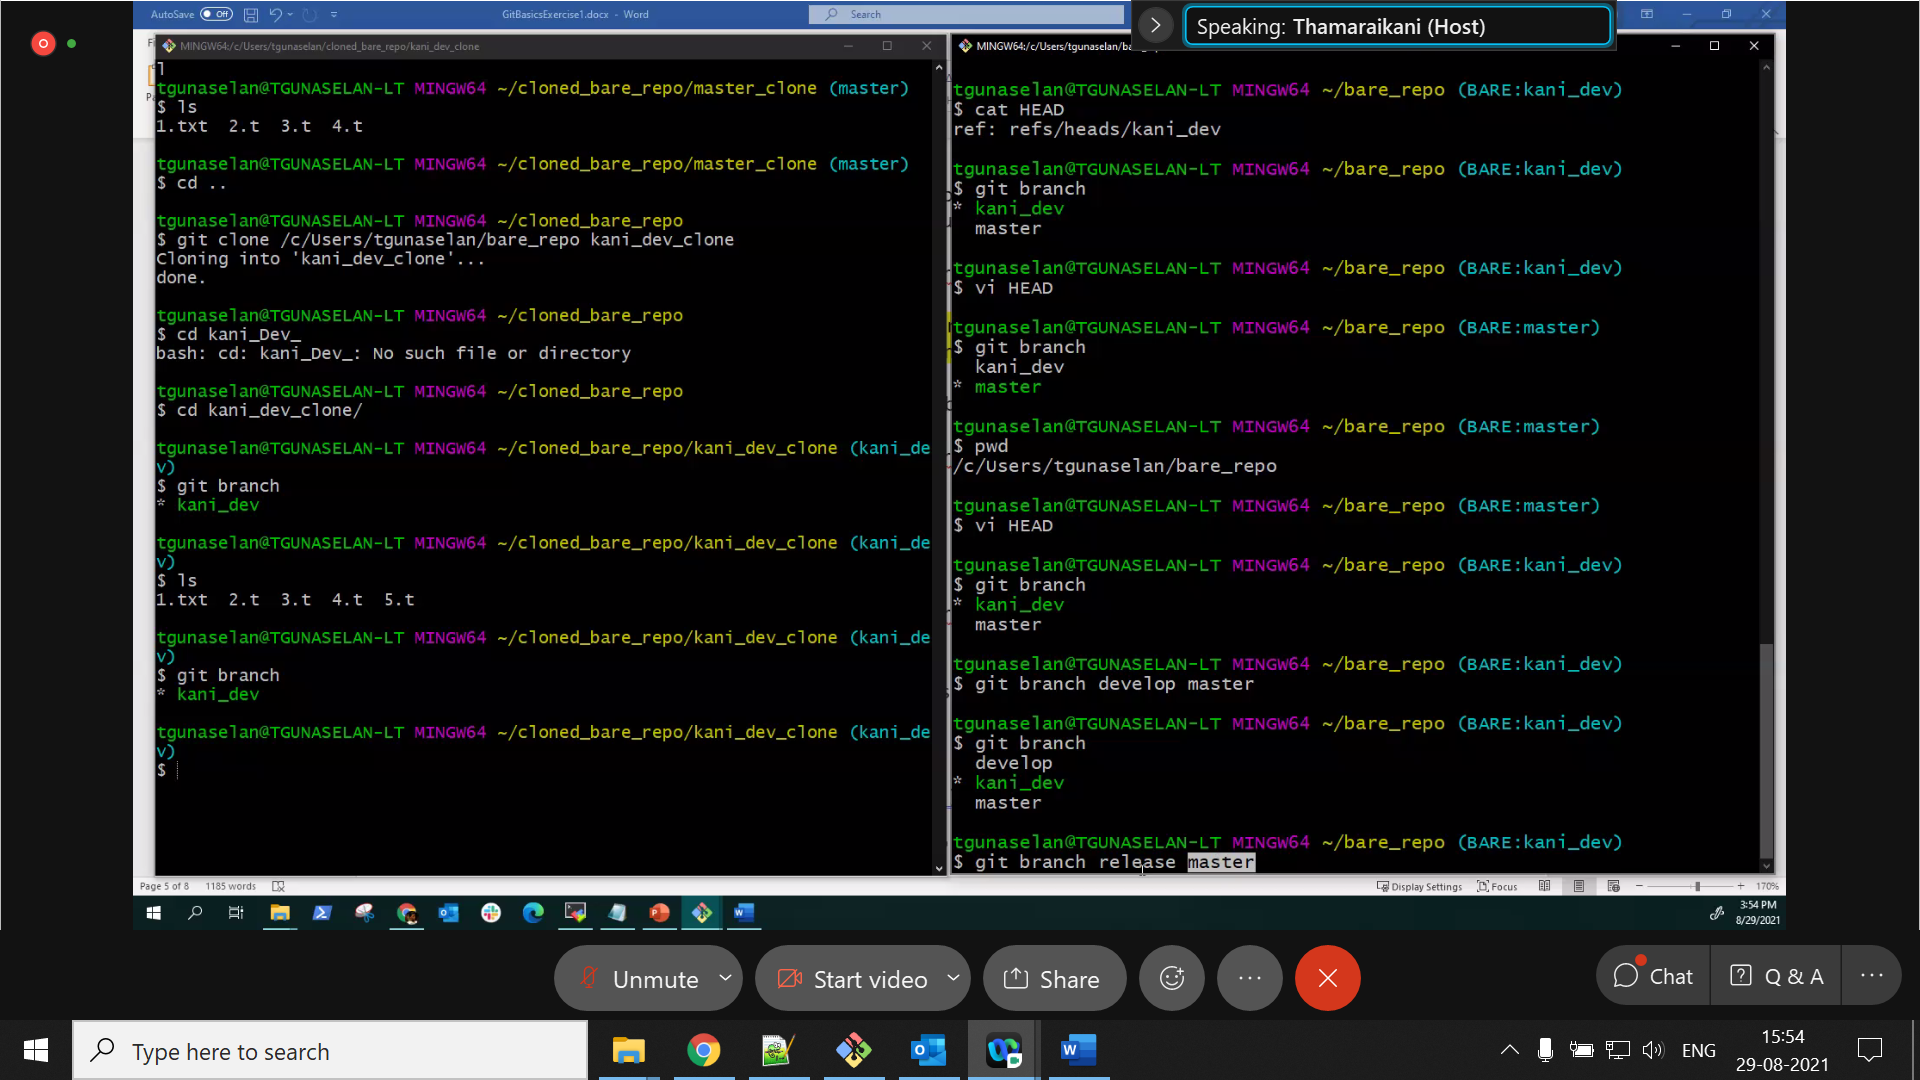 AutoSave Off
GitBasicsExercise1.docx - Word
Search
Speaking: Thamaraikani (Host)
MINGW64:/c/Users/tgunaselan/cloned_bare_repo/kani_dev_clone
tgunaselan@TGUNASELAN-LT MINGW64 ~/cloned_bare_repo/master_clone (master)
$ ls
1.txt 2.t 3.t 4.t
tgunaselan@TGUNASELAN-LT MINGW64 ~/cloned_bare_repo/master_clone (master)
$ cd ..
tgunaselan@TGUNASELAN-LT MINGW64 ~/cloned_bare_repo
$ git clone /c/Users/tgunaselan/bare_repo kani_dev_clone
Cloning into 'kani_dev_clone'...
done.
tgunaselan@TGUNASELAN-LT MINGW64 ~/cloned_bare_repo
$ cd kani_Dev_
bash: cd: kani_Dev_: No such file or directory
tgunaselan@TGUNASELAN-LT MINGW64 ~/cloned_bare_repo
$ cd kani_dev_clone/
tgunaselan@TGUNASELAN-LT MINGW64 ~/cloned_bare_repo/kani_dev_clone (kani_de
v)
$ git branch
* kani_dev
tgunaselan@TGUNASELAN-LT MINGW64 ~/cloned_bare_repo/kani_dev_clone (kani_de
v)
$ ls
1.txt 2.t 3.t 4.t 5.t
tgunaselan@TGUNASELAN-LT MINGW64 ~/cloned_bare_repo/kani_dev_clone (kani_de
v)
$ git branch
* kani_dev
tgunaselan@TGUNASELAN-LT MINGW64 ~/cloned_bare_repo/kani_dev_clone (kani_de
v)
$
MINGW64:/c/Users/tgunaselan/ba
tgunaselan@TGUNASELAN-LT MINGW64 ~/bare_repo (BARE:kani_dev)
$ cat HEAD
ref: refs/heads/kani_dev
tgunaselan@TGUNASELAN-LT MINGW64 ~/bare_repo (BARE:kani_dev)
$ git branch
* kani_dev
master
tgunaselan@TGUNASELAN-LT MINGW64 ~/bare_repo (BARE:kani_dev)
$ vi HEAD
tgunaselan@TGUNASELAN-LT MINGW64 ~/bare_repo (BARE:master)
$ git branch
kani_dev
* master
tgunaselan@TGUNASELAN-LT MINGW64 ~/bare_repo (BARE:master)
$ pwd
/c/Users/tgunaselan/bare_repo
tgunaselan@TGUNASELAN-LT MINGW64 ~/bare_repo (BARE:master)
$ vi HEAD
tgunaselan@TGUNASELAN-LT MINGW64 ~/bare_repo (BARE:kani_dev)
$ git branch
* kani_dev
master
tgunaselan@TGUNASELAN-LT MINGW64 ~/bare_repo (BARE:kani_dev)
$ git branch develop master
tgunaselan@TGUNASELAN-LT MINGW64 ~/bare_repo (BARE:kani_dev)
$ git branch
develop
* kani_dev
master
tgunaselan@TGUNASELAN-LT MINGW64 ~/bare_repo (BARE:kani_dev)
$ git branch release master
Page 5 of 8 1185 words
Display Settings Focus 170%
3:54 PM
8/29/2021
Unmute
Start video
Share
Chat
Q & A
Type here to search
ENG
15:54
29-08-2021